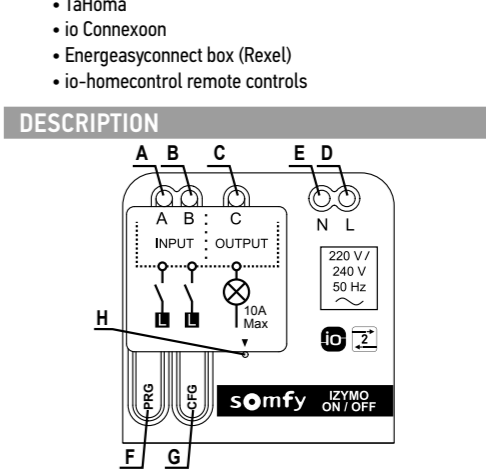 • TaHoma
• io Connexoon
• Energeasyconnect box (Rexel)
• io-homecontrol remote controls
DESCRIPTION
A B C E D
A B C N L
INPUT OUTPUT
220 V /
240 V
50 Hz
10A
Max
L L
H
io 2
PRG CFG
somfy IZYMO
ON / OFF
F G